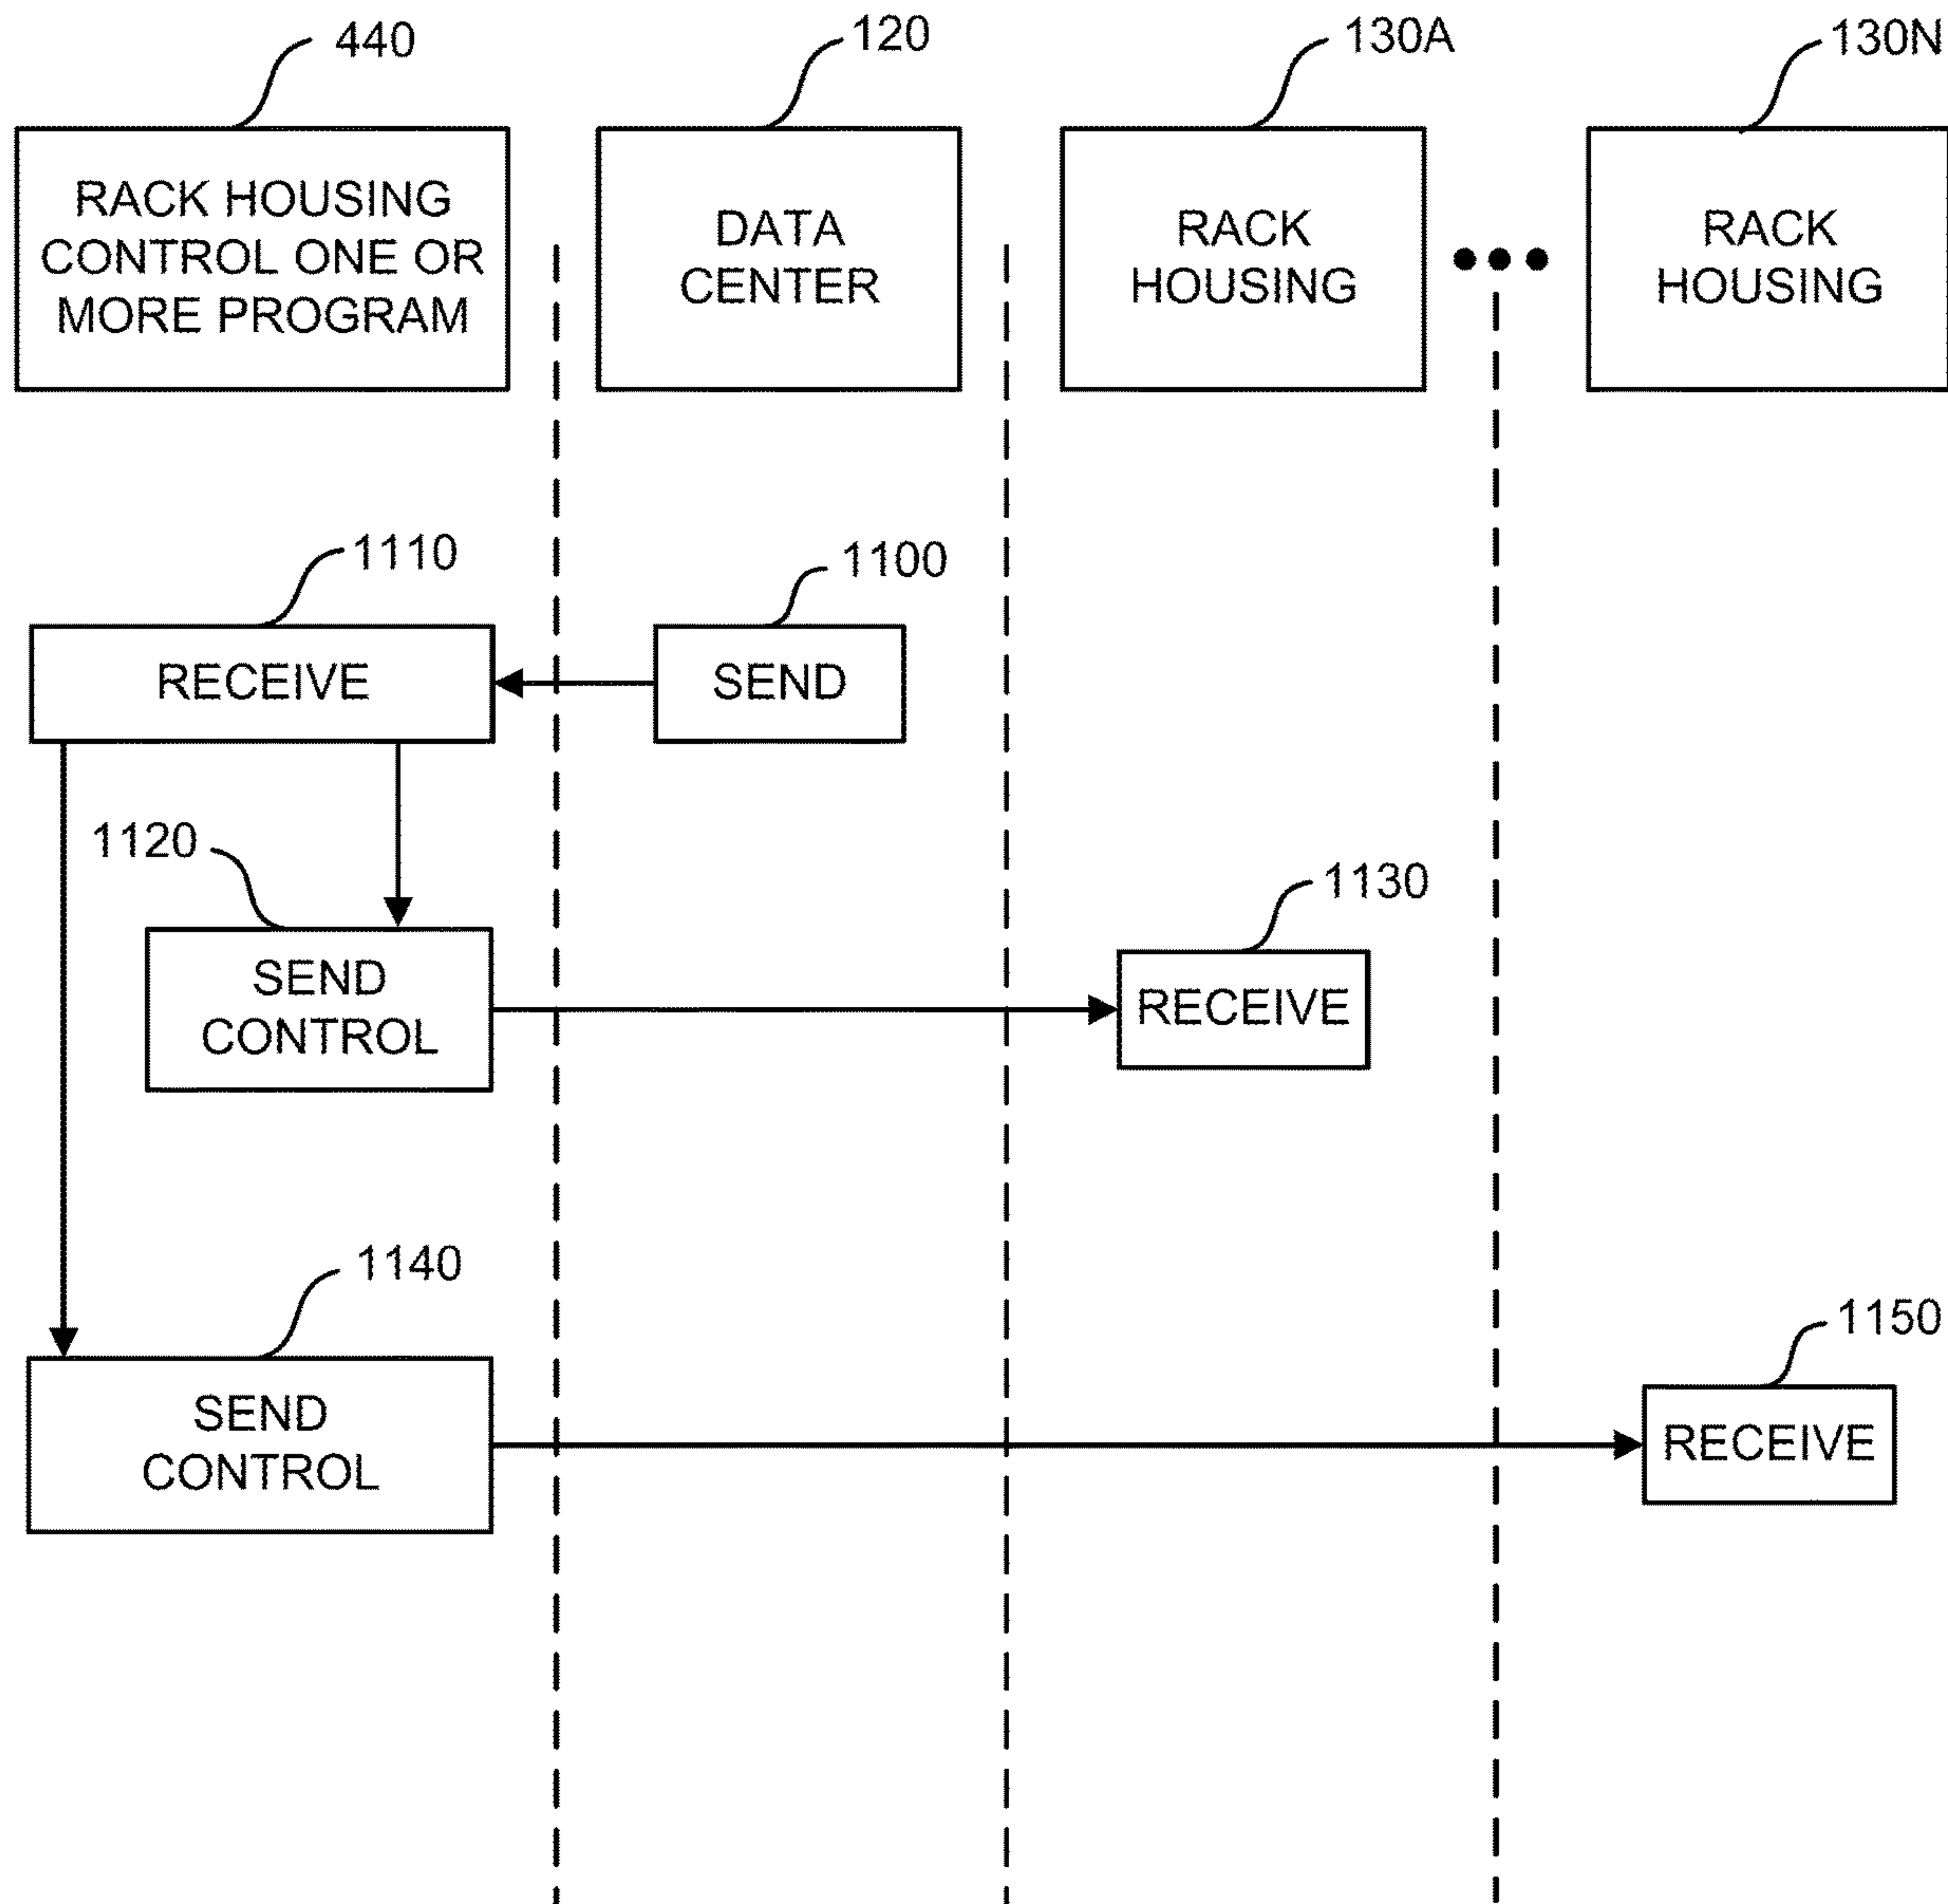 440
120
130A
130N
RACK HOUSING
CONTROL ONE OR
MORE PROGRAM
DATA
CENTER
RACK
HOUSING
RACK
HOUSING
1110
1100
RECEIVE
SEND
1120
1130
SEND
CONTROL
RECEIVE
1140
1150
SEND
CONTROL
RECEIVE